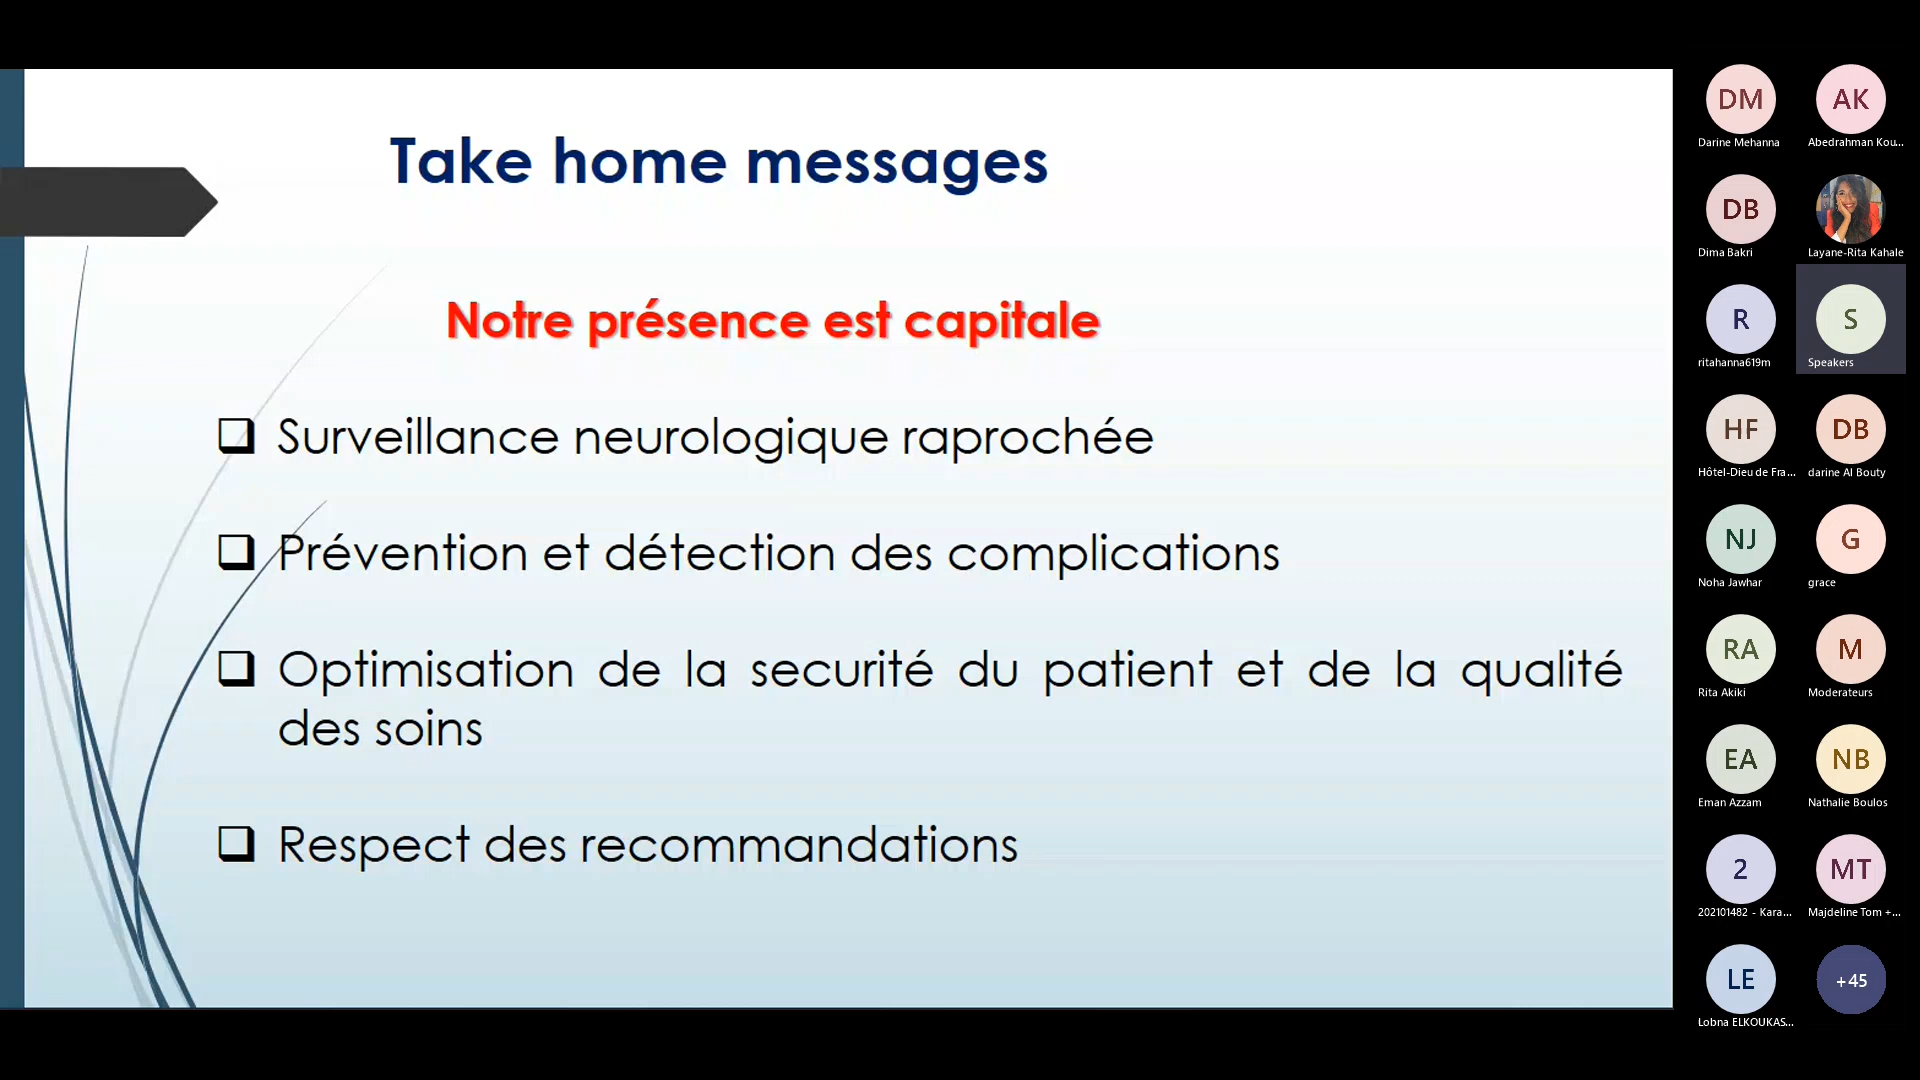 Take home messages
Notre présence est capitale
❑ Surveillance neurologique raprochée
❑ Prévention et détection des complications
❑ Optimisation de la securité du patient et de la qualité
des soins
❑ Respect des recommandations
DM
Darine Mehanna
AK
Abedrahman Kou...
DB
Dima Bakri
Layane-Rita Kahale
R
ritahanna619m
S
Speakers
HF
Hôtel-Dieu de Fra...
DB
darine Al Bouty
NJ
Noha Jawhar
G
grace
RA
Rita Akiki
M
Moderateurs
EA
Eman Azzam
NB
Nathalie Boulos
2
202101482 - Kara...
MT
Majdeline Tom +...
LE
Lobna ELKOUKAS...
+45